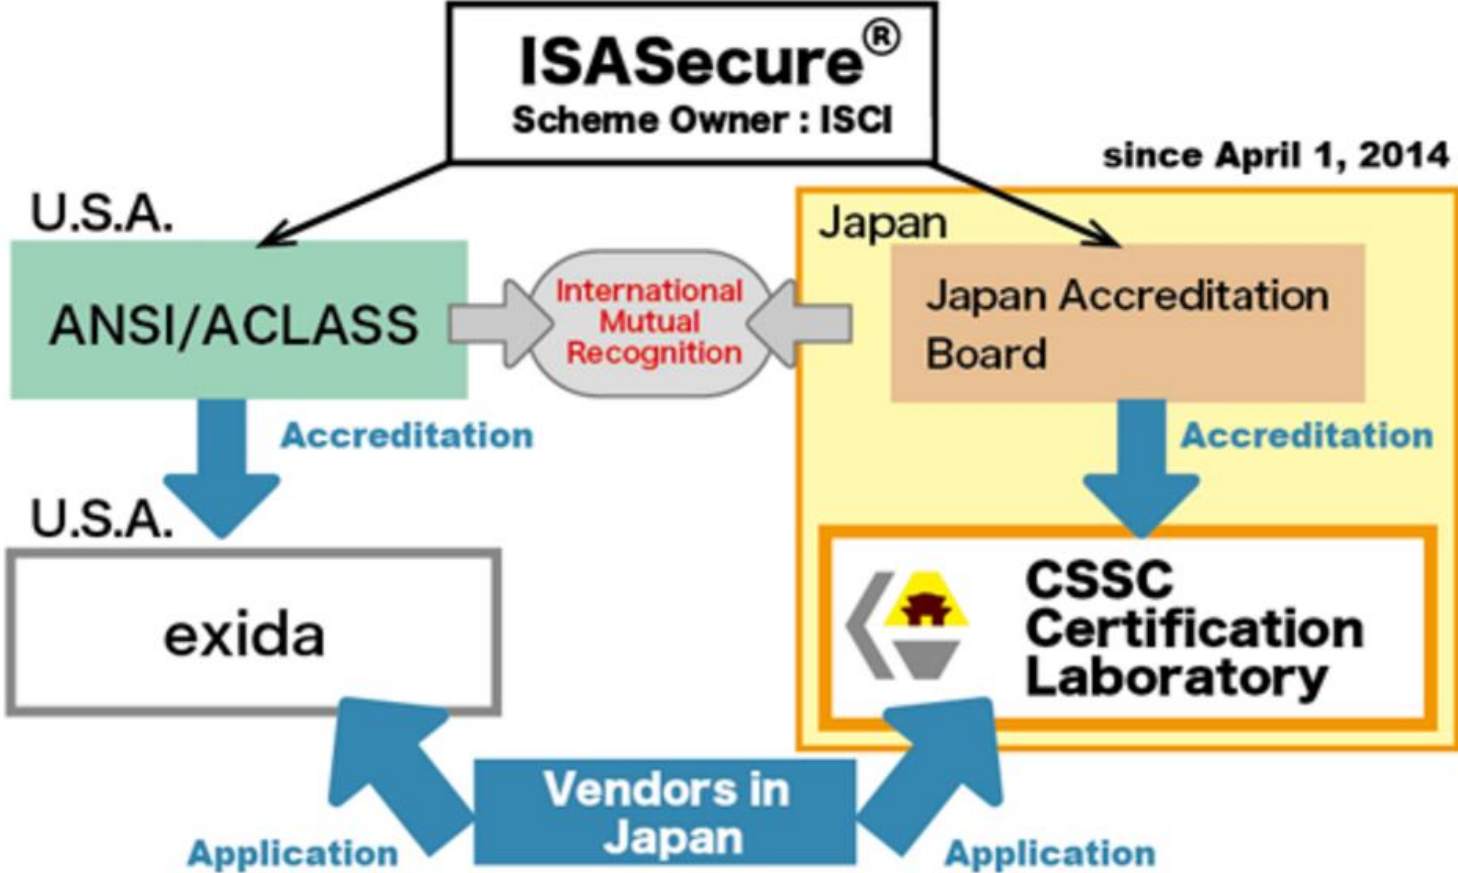 ISASecure®
Scheme Owner : ISCI
since April 1, 2014
U.S.A.
Japan
ANSI/ACLASS
International
Mutual
Recognition
Japan Accreditation
Board
Accreditation
Accreditation
U.S.A.
exida
CSSC
Certification
Laboratory
Vendors in
Japan
Application
Application